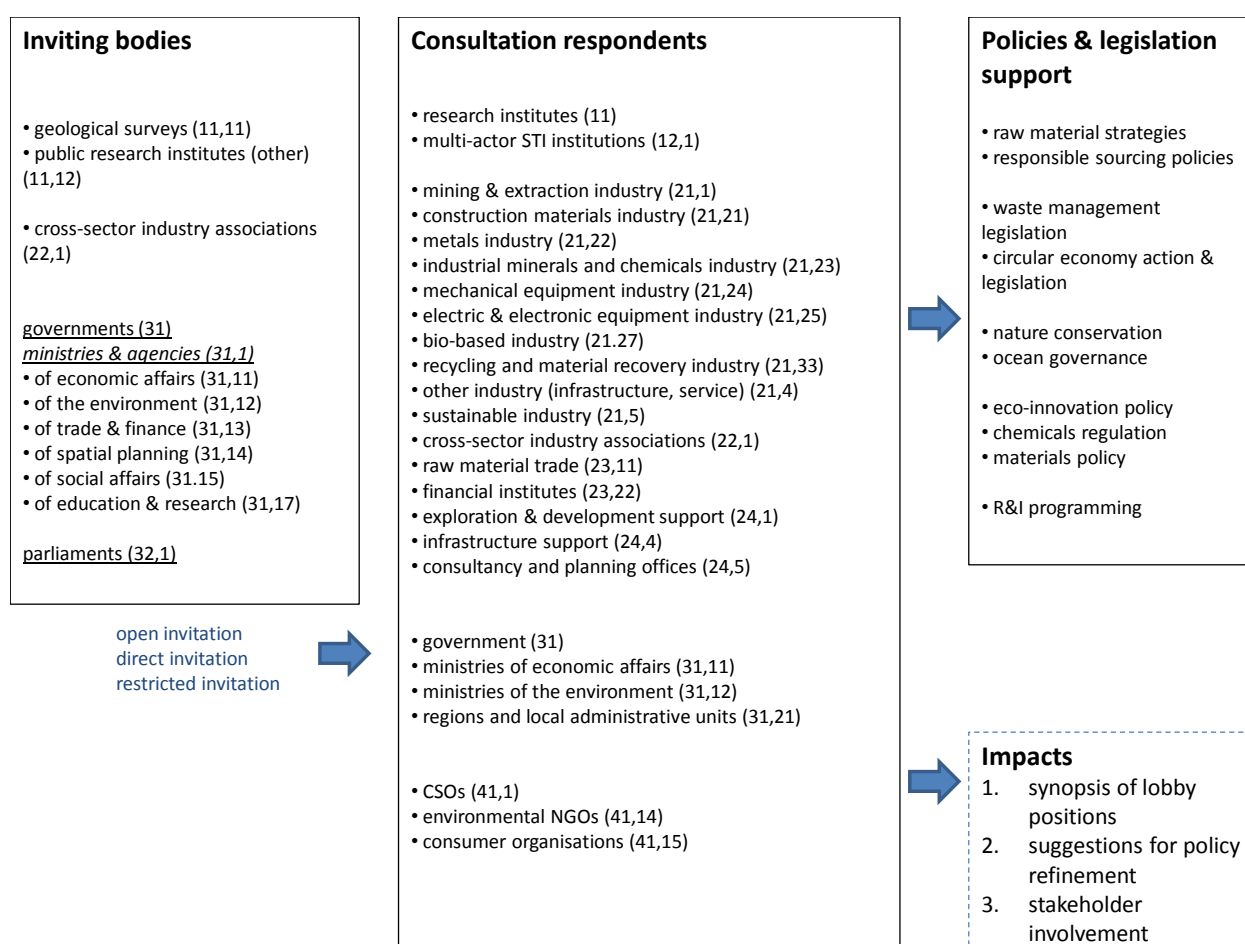 Inviting bodies
• geological surveys (11,11)
• public research institutes (other)
(11,12)
• cross-sector industry associations
(22,1)
governments (31)
ministries & agencies (31,1)
• of economic affairs (31,11)
• of the environment (31,12)
• of trade & finance (31,13)
• of spatial planning (31,14)
• of social affairs (31.15)
• of education & research (31,17)
parliaments (32,1)
open invitation
direct invitation
restricted invitation
Consultation respondents
• research institutes (11)
• multi-actor STI institutions (12,1)
• mining & extraction industry (21,1)
• construction materials industry (21,21)
• metals industry (21,22)
• industrial minerals and chemicals industry (21,23)
• mechanical equipment industry (21,24)
• electric & electronic equipment industry (21,25)
• bio-based industry (21.27)
• recycling and material recovery industry (21,33)
• other industry (infrastructure, service) (21,4)
• sustainable industry (21,5)
• cross-sector industry associations (22,1)
• raw material trade (23,11)
• financial institutes (23,22)
• exploration & development support (24,1)
• infrastructure support (24,4)
• consultancy and planning offices (24,5)
• government (31)
• ministries of economic affairs (31,11)
• ministries of the environment (31,12)
• regions and local administrative units (31,21)
• CSOs (41,1)
• environmental NGOs (41,14)
• consumer organisations (41,15)
Policies & legislation
support
• raw material strategies
• responsible sourcing policies
• waste management
legislation
• circular economy action &
legislation
• nature conservation
• ocean governance
• eco-innovation policy
• chemicals regulation
• materials policy
• R&I programming
Impacts
1. synopsis of lobby
positions
2. suggestions for policy
refinement
3. stakeholder
involvement